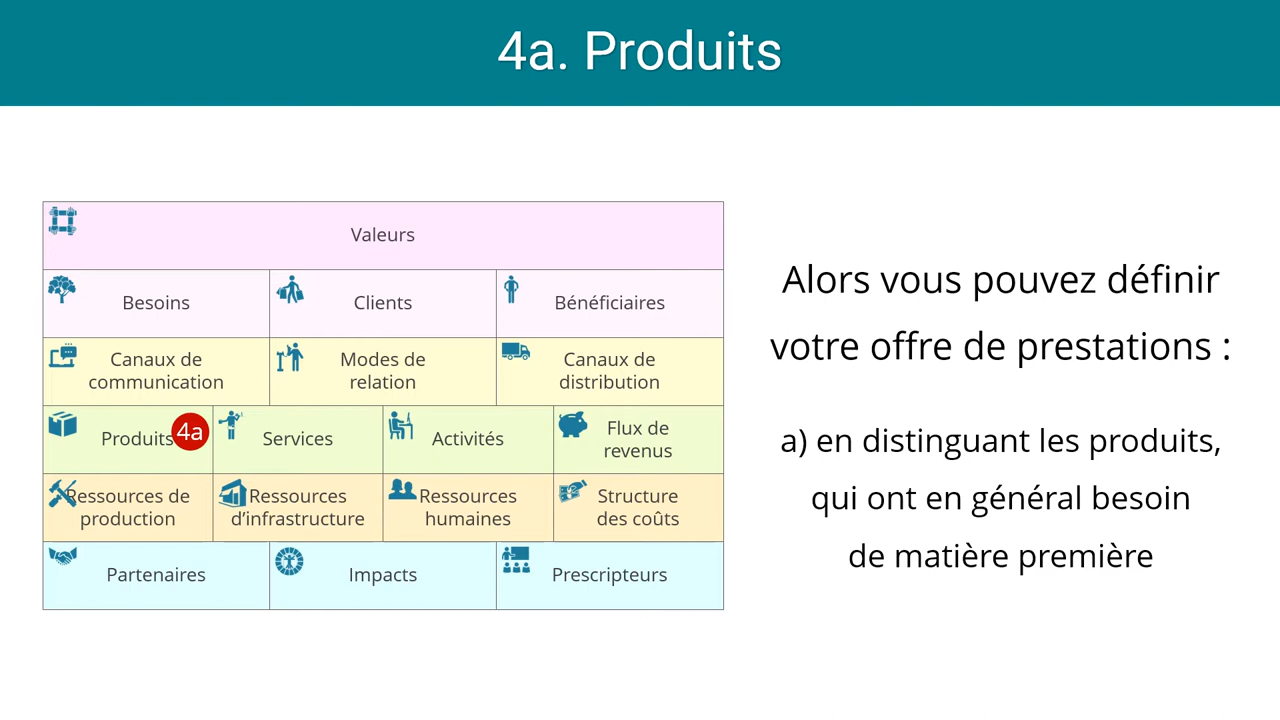 4a. Produits
Valeurs
Besoins
Clients
Bénéficiaires
Canaux de
communication
Modes de
relation
Canaux de
distribution
Produits
4a
Services
Activités
Flux de
revenus
Ressources de
production
Ressources
d’infrastructure
Ressources
humaines
Structure
des coûts
Partenaires
Impacts
Prescripteurs
Alors vous pouvez définir
votre offre de prestations :
a) en distinguant les produits,
qui ont en général besoin
de matière première